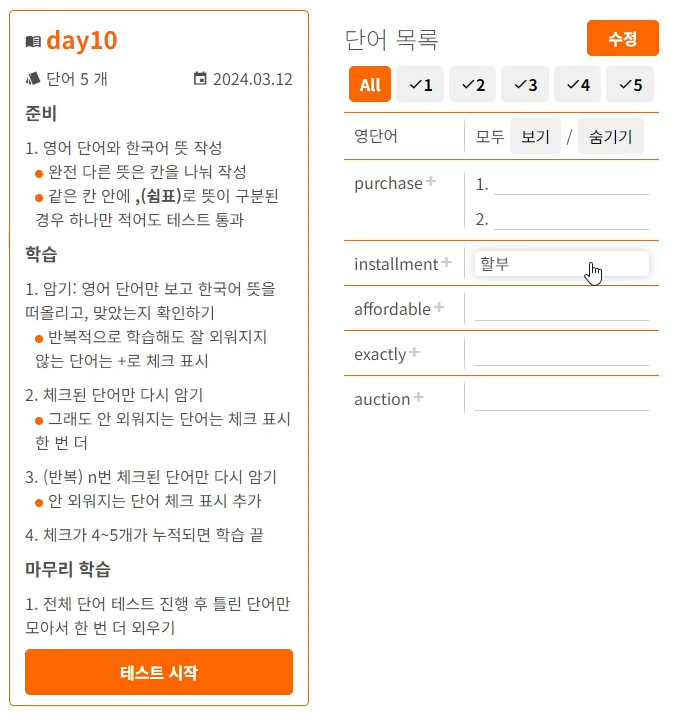 day10
단어 5 개
2024.03.12
준비
1. 영어 단어와 한국어 뜻 작성
완전 다른 뜻은 칸을 나눠 작성
같은 칸 안에 ,(쉼표)로 뜻이 구분된
경우 하나만 적어도 테스트 통과
학습
1. 암기: 영어 단어만 보고 한국어 뜻을
떠올리고, 맞았는지 확인하기
반복적으로 학습해도 잘 외워지지
않는 단어는 +로 체크 표시
2. 체크된 단어만 다시 암기
그래도 안 외워지는 단어는 체크 표시
한 번 더
3. (반복) n번 체크된 단어만 다시 암기
안 외워지는 단어 체크 표시 추가
4. 체크가 4~5개가 누적되면 학습 끝
마무리 학습
1. 전체 단어 테스트 진행 후 틀린 단어만
모아서 한 번 더 외우기
테스트 시작
단어 목록
수정
All ✓1 ✓2 ✓3 ✓4 ✓5
영단어 모두 보기 / 숨기기
purchase+ 1.
2.
installment+ 할부
affordable+
exactly+
auction+